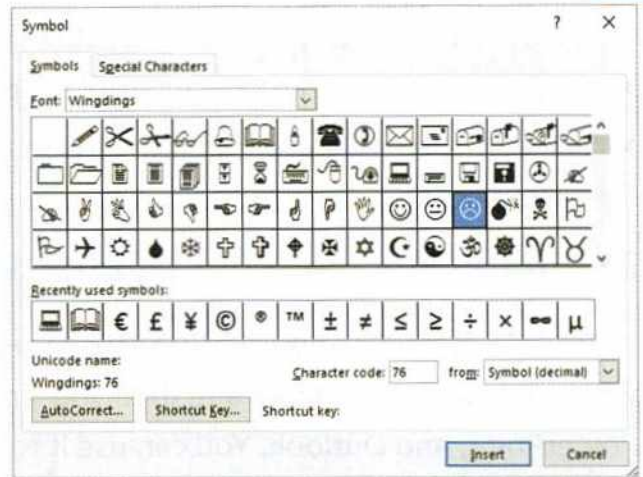 Symbol ? ×
Symbols Special Characters
Font: Wingdings
Recently used symbols:
€ £ ¥ © ® ™ ± ≠ ≤ ≥ ÷ × ∞ µ
Unicode name:
Wingdings: 76
Character code: 76 from: Symbol (decimal)
AutoCorrect... Shortcut Key... Shortcut key:
Insert Cancel